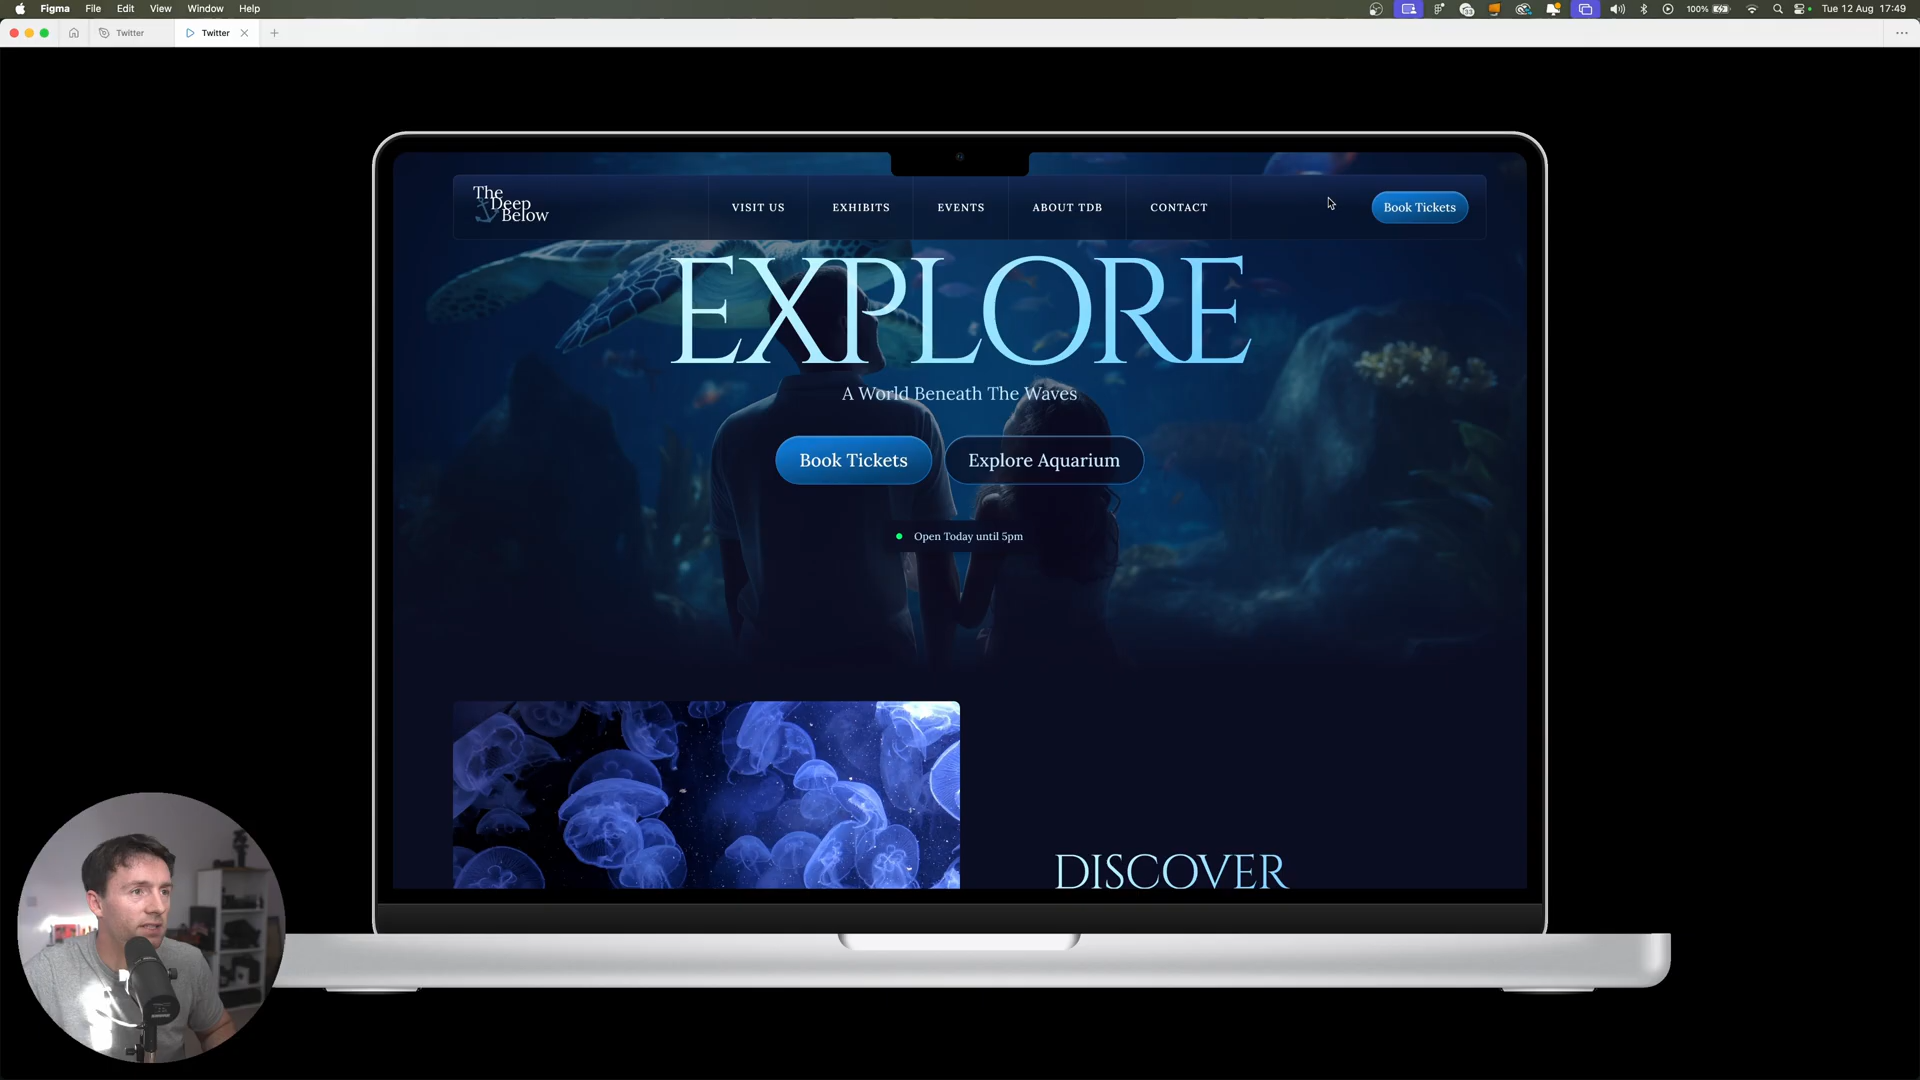 Figma File Edit View Window Help 100% Tue 12 Aug 17:49
Twitter Twitter
The Deep Below
VISIT US EXHIBITS EVENTS ABOUT TDB CONTACT Book Tickets
EXPLORE
A World Beneath The Waves
Book Tickets Explore Aquarium
Open Today until 5pm
DISCOVER